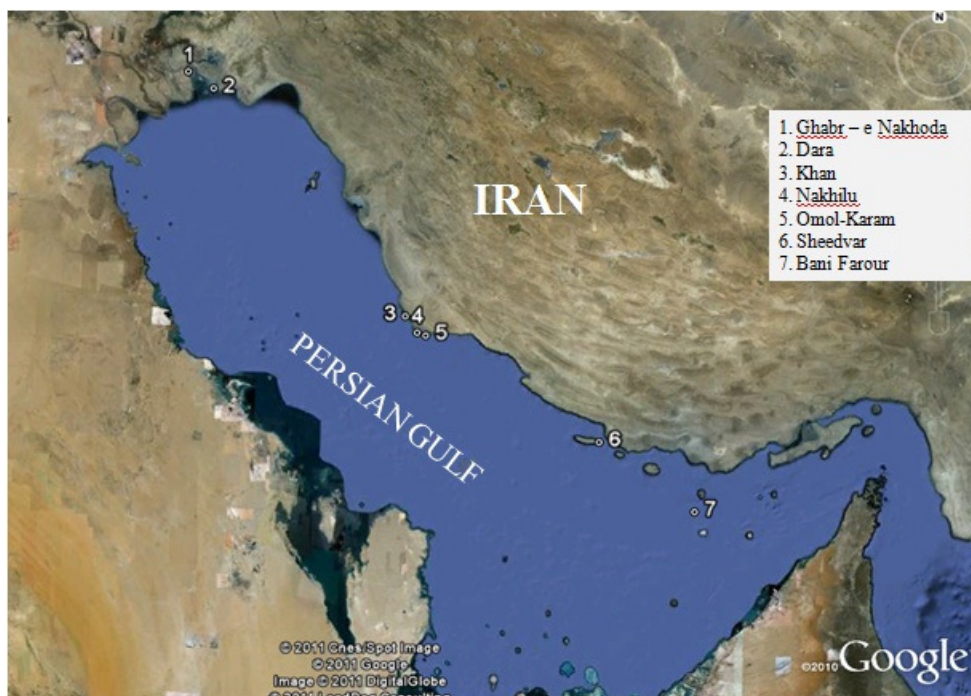 N
1
2
1. Ghabr – e Nakhoda
2. Dara
3. Khan
4. Nakhilu
5. Omol-Karam
6. Sheedvar
7. Bani Farour
IRAN
3 4
5
PERSIAN GULF
6
7
© 2011 Cnes/Spot Image
© 2011 Google
Image © 2011 DigitalGlobe
© 2010 Google